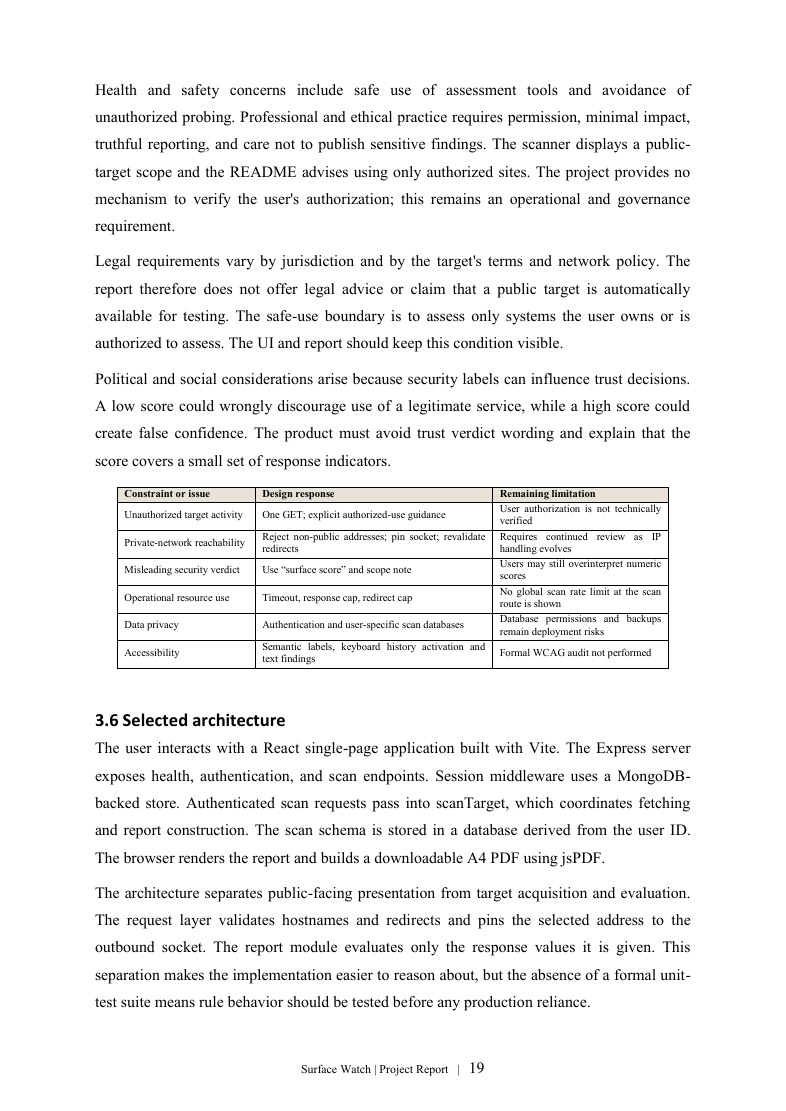 Health and safety concerns include safe use of assessment tools and avoidance of
unauthorized probing. Professional and ethical practice requires permission, minimal impact,
truthful reporting, and care not to publish sensitive findings. The scanner displays a public-
target scope and the README advises using only authorized sites. The project provides no
mechanism to verify the user's authorization; this remains an operational and governance
requirement.
Legal requirements vary by jurisdiction and by the target's terms and network policy. The
report therefore does not offer legal advice or claim that a public target is automatically
available for testing. The safe-use boundary is to assess only systems the user owns or is
authorized to assess. The UI and report should keep this condition visible.
Political and social considerations arise because security labels can influence trust decisions.
A low score could wrongly discourage use of a legitimate service, while a high score could
create false confidence. The product must avoid trust verdict wording and explain that the
score covers a small set of response indicators.
Constraint or issue | Design response | Remaining limitation
Unauthorized target activity | One GET; explicit authorized-use guidance | User authorization is not technically
verified
Private-network reachability | Reject non-public addresses; pin socket; revalidate
redirects | Requires continued review as IP
handling evolves
Misleading security verdict | Use “surface score” and scope note | Users may still overinterpret numeric
scores
Operational resource use | Timeout, response cap, redirect cap | No global scan rate limit at the scan
route is shown
Data privacy | Authentication and user-specific scan databases | Database permissions and backups
remain deployment risks
Accessibility | Semantic labels, keyboard history activation and
text findings | Formal WCAG audit not performed
3.6 Selected architecture
The user interacts with a React single-page application built with Vite. The Express server
exposes health, authentication, and scan endpoints. Session middleware uses a MongoDB-
backed store. Authenticated scan requests pass into scanTarget, which coordinates fetching
and report construction. The scan schema is stored in a database derived from the user ID.
The browser renders the report and builds a downloadable A4 PDF using jsPDF.
The architecture separates public-facing presentation from target acquisition and evaluation.
The request layer validates hostnames and redirects and pins the selected address to the
outbound socket. The report module evaluates only the response values it is given. This
separation makes the implementation easier to reason about, but the absence of a formal unit-
test suite means rule behavior should be tested before any production reliance.
Surface Watch | Project Report | 19